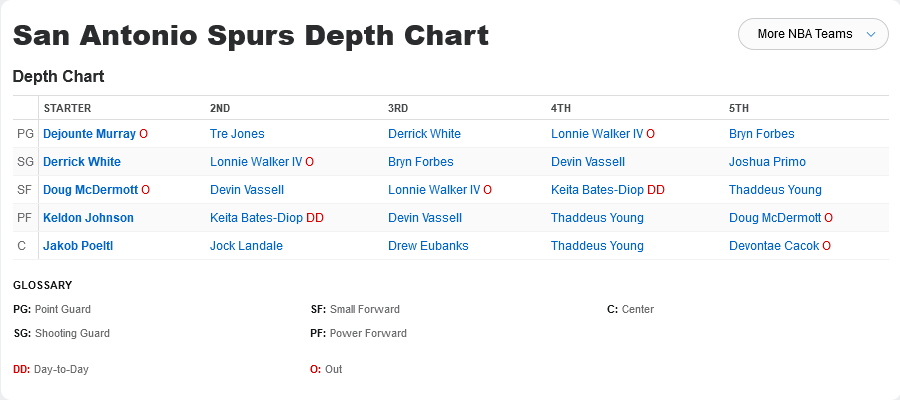 San Antonio Spurs Depth Chart
More NBA Teams
Depth Chart
STARTER 2ND 3RD 4TH 5TH
PG Dejounte Murray O Tre Jones Derrick White Lonnie Walker IV O Bryn Forbes
SG Derrick White Lonnie Walker IV O Bryn Forbes Devin Vassell Joshua Primo
SF Doug McDermott O Devin Vassell Lonnie Walker IV O Keita Bates-Diop DD Thaddeus Young
PF Keldon Johnson Keita Bates-Diop DD Devin Vassell Thaddeus Young Doug McDermott O
C Jakob Poeltl Jock Landale Drew Eubanks Thaddeus Young Devontae Cacok O
GLOSSARY
PG: Point Guard SF: Small Forward C: Center
SG: Shooting Guard PF: Power Forward
DD: Day-to-Day O: Out